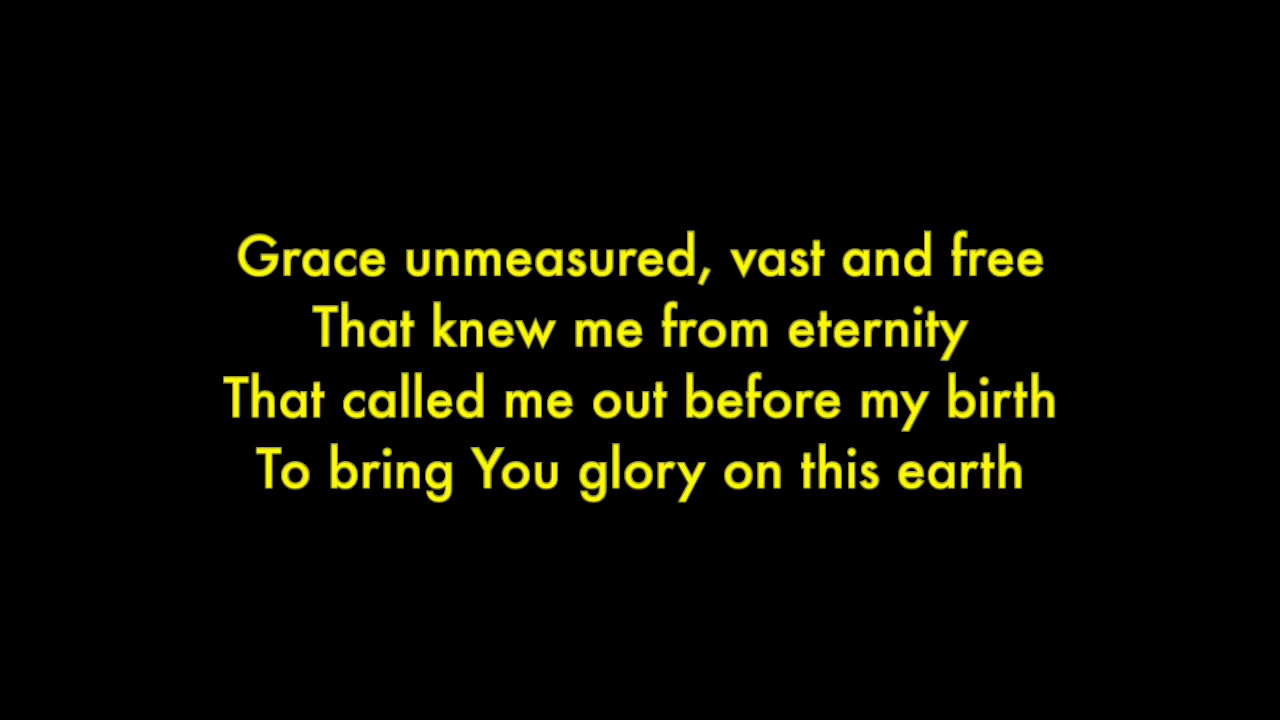 Grace unmeasured, vast and free
That knew me from eternity
That called me out before my birth
To bring You glory on this earth